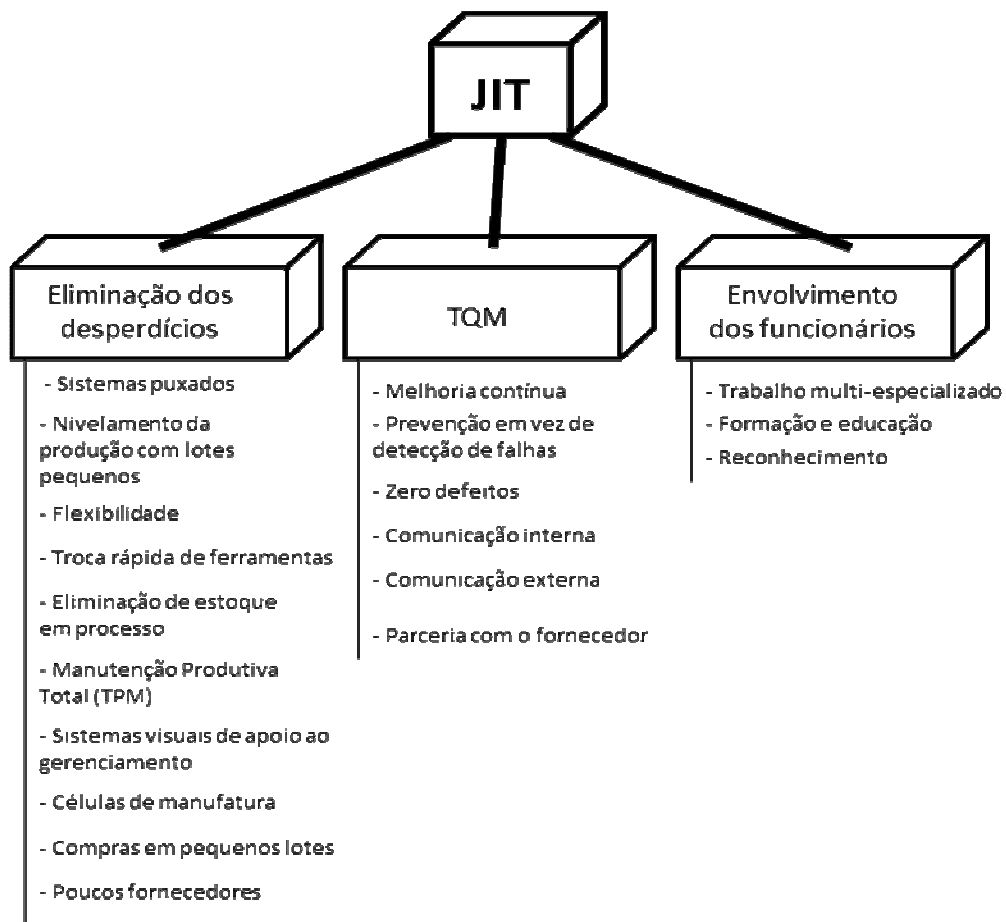 JIT
Eliminação dos
desperdícios
- Sistemas puxados
- Nivelamento da
produção com lotes
pequenos
- Flexibilidade
- Troca rápida de ferramentas
- Eliminação de estoque
em processo
- Manutenção Produtiva
Total (TPM)
- Sistemas visuais de apoio ao
gerenciamento
- Células de manufatura
- Compras em pequenos lotes
- Poucos fornecedores
TQM
- Melhoria contínua
- Prevenção em vez de
detecção de falhas
- Zero defeitos
- Comunicação interna
- Comunicação externa
- Parceria com o fornecedor
Envolvimento
dos funcionários
- Trabalho multi-especializado
- Formação e educação
- Reconhecimento